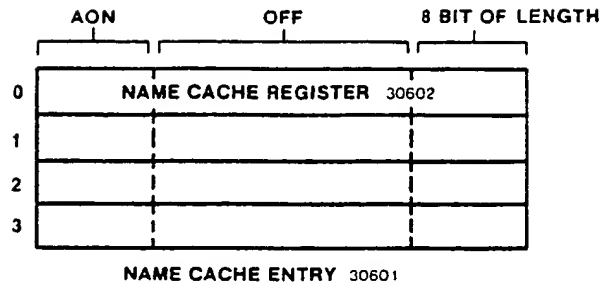 AON OFF 8 BIT OF LENGTH
0 NAME CACHE REGISTER 30602
1
2
3
NAME CACHE ENTRY 30601